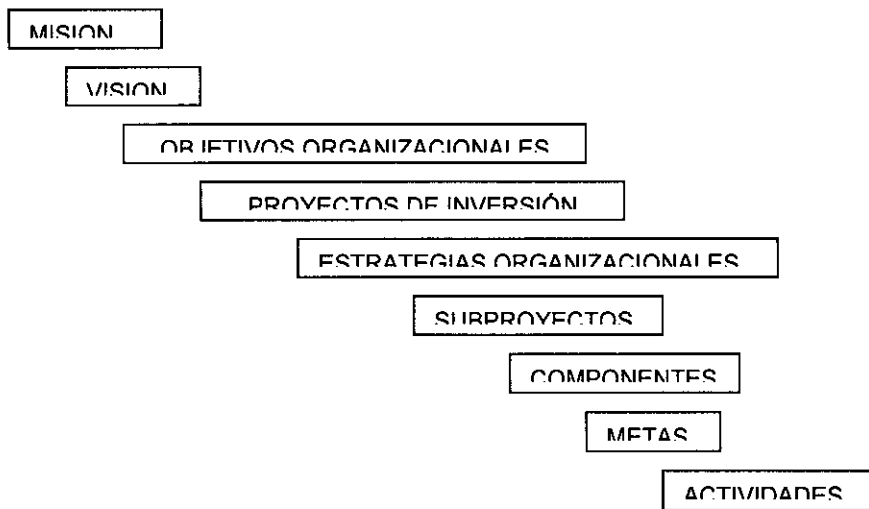 MISION
VISION
OBJETIVOS ORGANIZACIONALES
PROYECTOS DE INVERSIÓN
ESTRATEGIAS ORGANIZACIONALES
SUBPROYECTOS
COMPONENTES
METAS
ACTIVIDADES